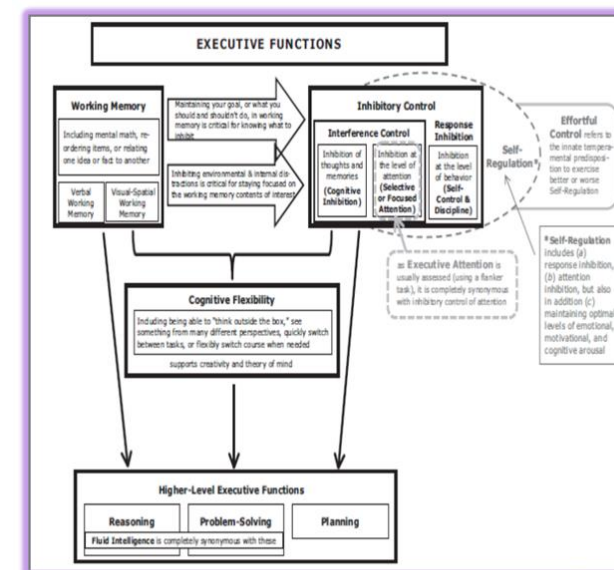 EXECUTIVE FUNCTIONS
Working Memory
Including mental math, re-
ordering items, or relating
one idea or fact to another
Verbal
Working
Memory
Visual-Spatial
Working
Memory
Maintaining your goal, or what you
should and shouldn't do, in working
memory is critical for knowing what to
inhibit
Inhibiting environmental & internal dis-
tractions is critical for staying focused on
the working memory contents of interest
Inhibitory Control
Interference Control
Inhibition of
thoughts and
memories
(Cognitive
Inhibition)
Inhibition at
the level of
attention
(Selective
or Focused
Attention)
Response
Inhibition
Inhibition
at the level
of behavior
(Self-
Control &
Discipline)
Self-
Regulation*
Effortful
Control refers to
the innate tempera-
mental predisposi-
tion to exercise
better or worse
Self-Regulation
as Executive Attention is
usually assessed (using a flanker
task), it is completely synonymous
with inhibitory control of attention
*Self-Regulation
includes (a)
response inhibition,
(b) attention
inhibition, but also
in addition (c)
maintaining optimal
levels of emotional,
motivational, and
cognitive arousal
Cognitive Flexibility
Including being able to "think outside the box," see
something from many different perspectives, quickly switch
between tasks, or flexibly switch course when needed
supports creativity and theory of mind
Higher-Level Executive Functions
Reasoning
Problem-Solving
Planning
Fluid Intelligence is completely synonymous with these